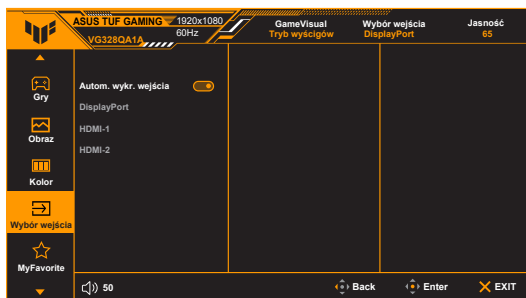 ASUS TUF GAMING
VG328QA1A
1920x1080
60Hz
GameVisual
Tryb wyścigów
Wybór wejścia
DisplayPort
Jasność
65
Gry
Obraz
Kolor
Wybór wejścia
MyFavorite
Autom. wykr. wejścia
DisplayPort
HDMI-1
HDMI-2
50
Back
Enter
EXIT